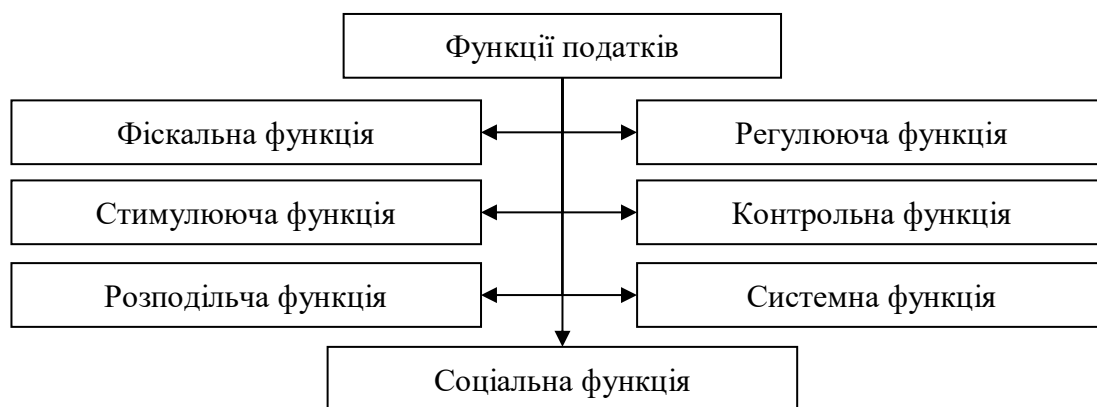 Функції податків
Фіскальна функція
Регулююча функція
Стимулююча функція
Контрольна функція
Розподільча функція
Системна функція
Соціальна функція